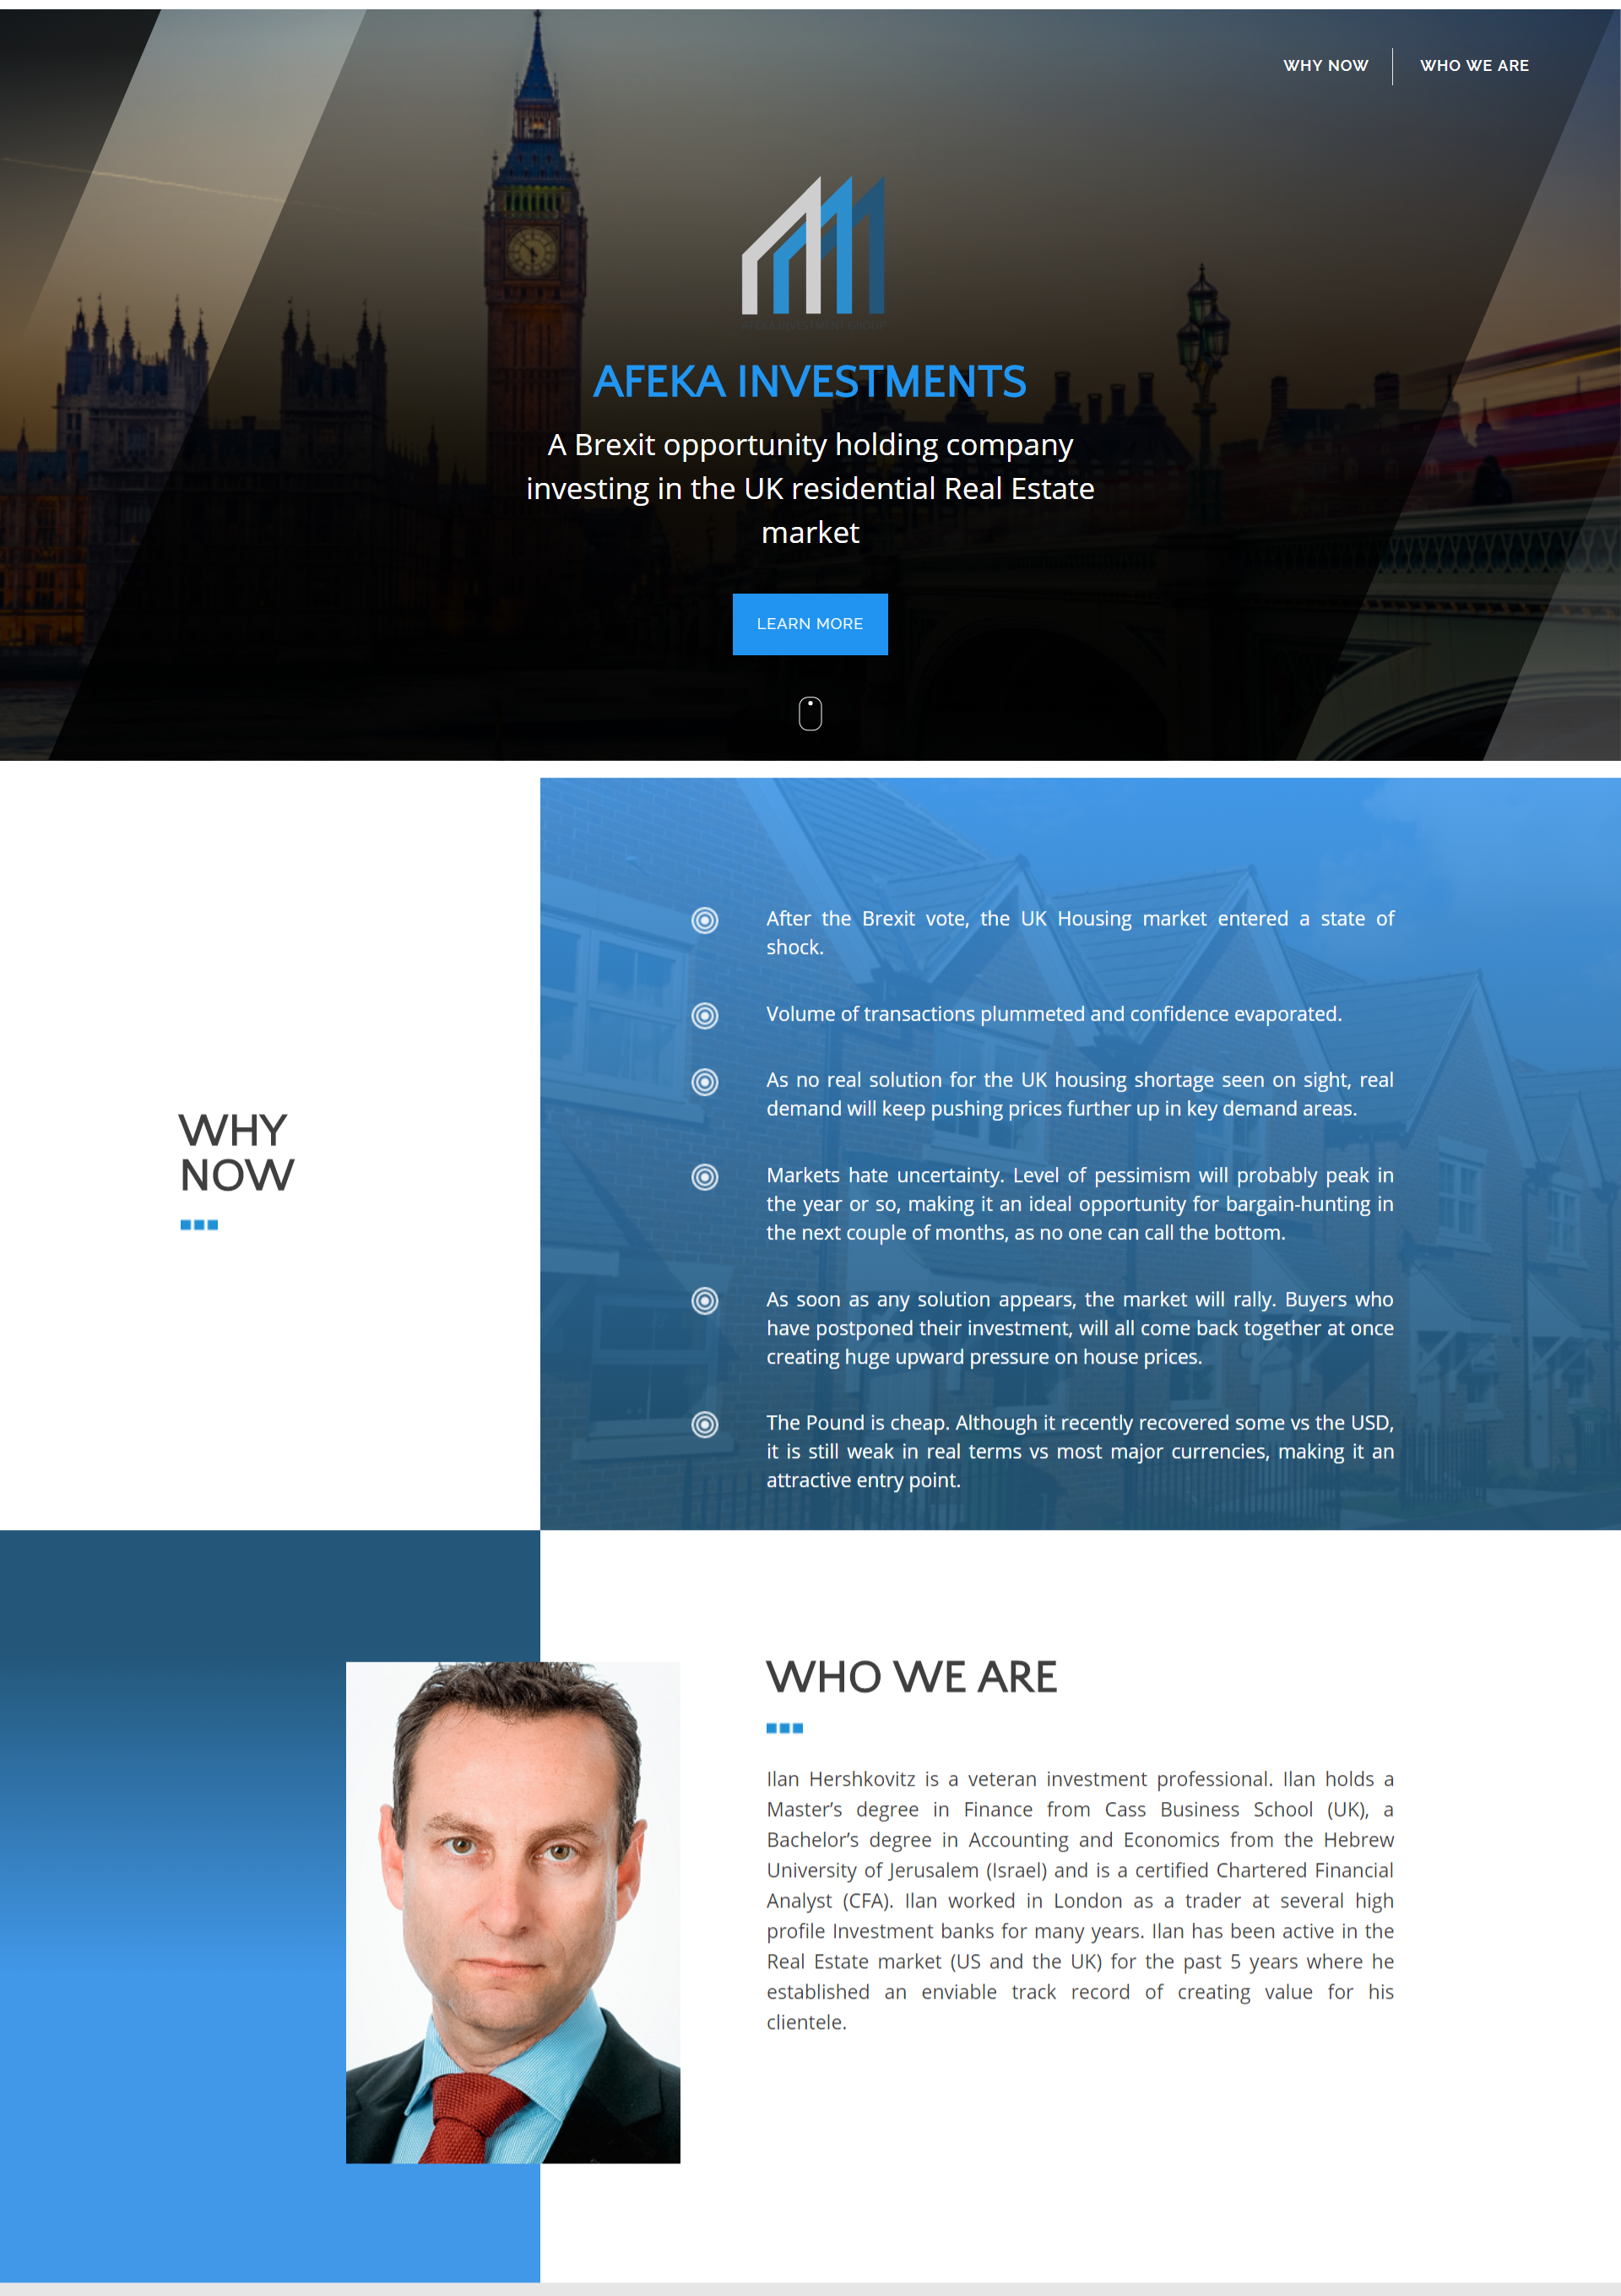 WHY NOW
WHO WE ARE
AFEKA INVESTMENT GROUP
AFEKA INVESTMENTS
A Brexit opportunity holding company
investing in the UK residential Real Estate
market
LEARN MORE
WHY
NOW
After the Brexit vote, the UK Housing market entered a state of
shock.
Volume of transactions plummeted and confidence evaporated.
As no real solution for the UK housing shortage seen on sight, real
demand will keep pushing prices further up in key demand areas.
Markets hate uncertainty. Level of pessimism will probably peak in
the year or so, making it an ideal opportunity for bargain-hunting in
the next couple of months, as no one can call the bottom.
As soon as any solution appears, the market will rally. Buyers who
have postponed their investment, will all come back together at once
creating huge upward pressure on house prices.
The Pound is cheap. Although it recently recovered some vs the USD,
it is still weak in real terms vs most major currencies, making it an
attractive entry point.
WHO WE ARE
Ilan Hershkovitz is a veteran investment professional. Ilan holds a
Master’s degree in Finance from Cass Business School (UK), a
Bachelor’s degree in Accounting and Economics from the Hebrew
University of Jerusalem (Israel) and is a certified Chartered Financial
Analyst (CFA). Ilan worked in London as a trader at several high
profile Investment banks for many years. Ilan has been active in the
Real Estate market (US and the UK) for the past 5 years where he
established an enviable track record of creating value for his
clientele.